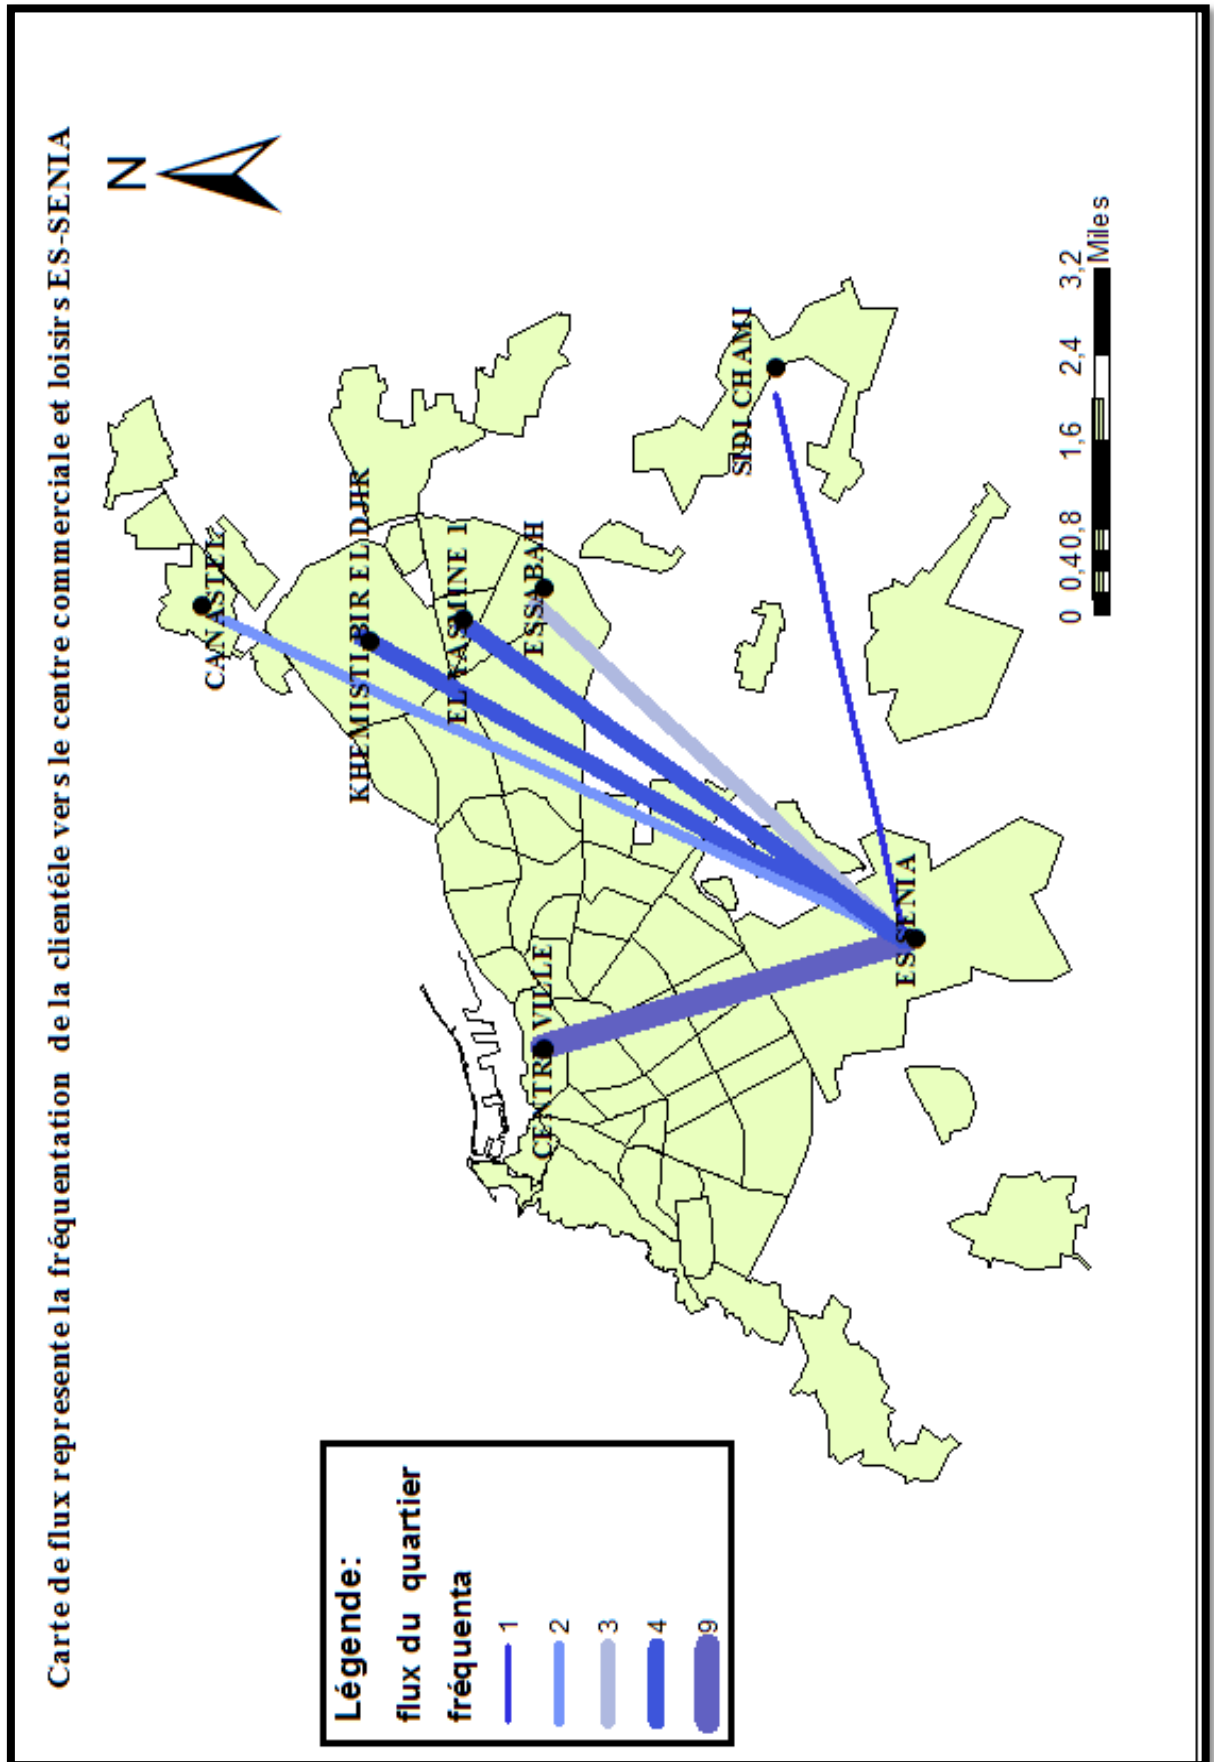 Carte de flux represente la fréquentation de la clientéle vers le centre commerciale et loisirs ES-SENIA
N
CANASTEL
KHEMISTI BIR EL DJIR
EL YASMINE 1
ESSABAH
SIDI CHAMI
CENTRE VILLE
ES SENIA
Légende:
flux du quartier
fréquenta
1
2
3
4
9
0 0,40,8 1,6 2,4 3,2
Miles